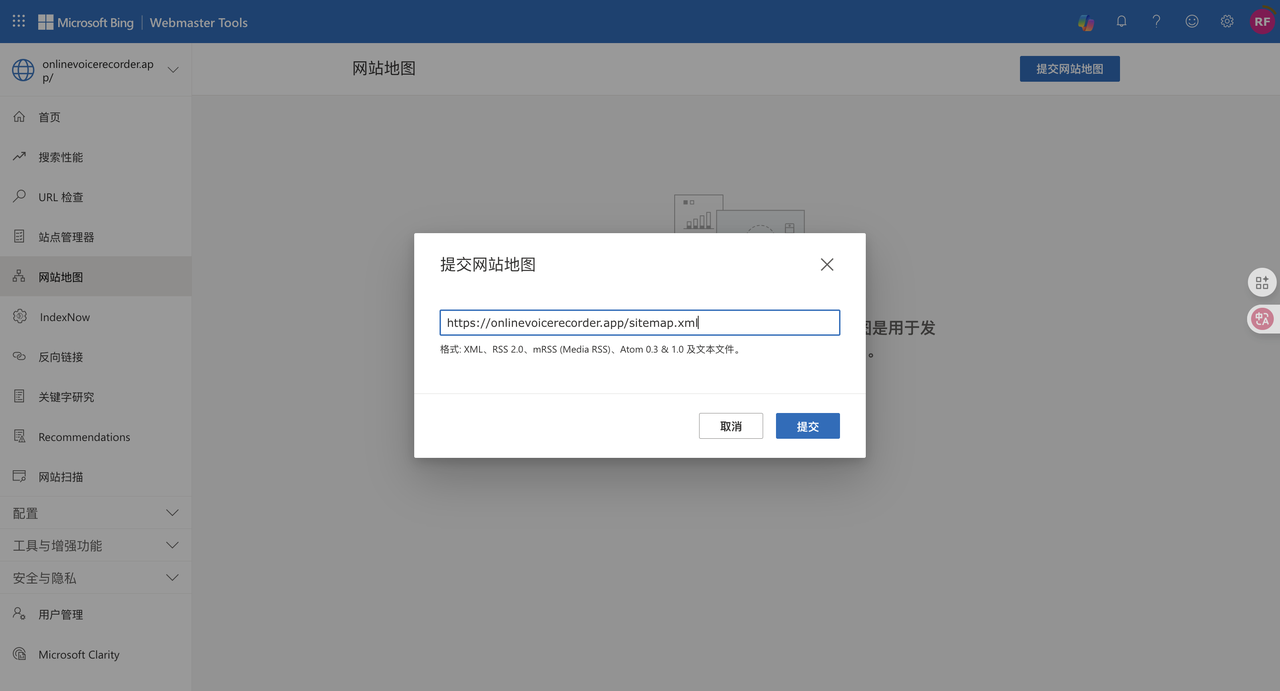 Microsoft Bing | Webmaster Tools
RF
onlinevoicerecorder.ap
p/
网站地图
提交网站地图
首页
搜索性能
URL 检查
站点管理器
网站地图
IndexNow
反向链接
关键字研究
Recommendations
网站扫描
配置
工具与增强功能
安全与隐私
用户管理
Microsoft Clarity
提交网站地图
https://onlinevoicerecorder.app/sitemap.xml
格式: XML、RSS 2.0、mRSS (Media RSS)、Atom 0.3 & 1.0 及文本文件。
取消
提交
图是用于发
。
中A